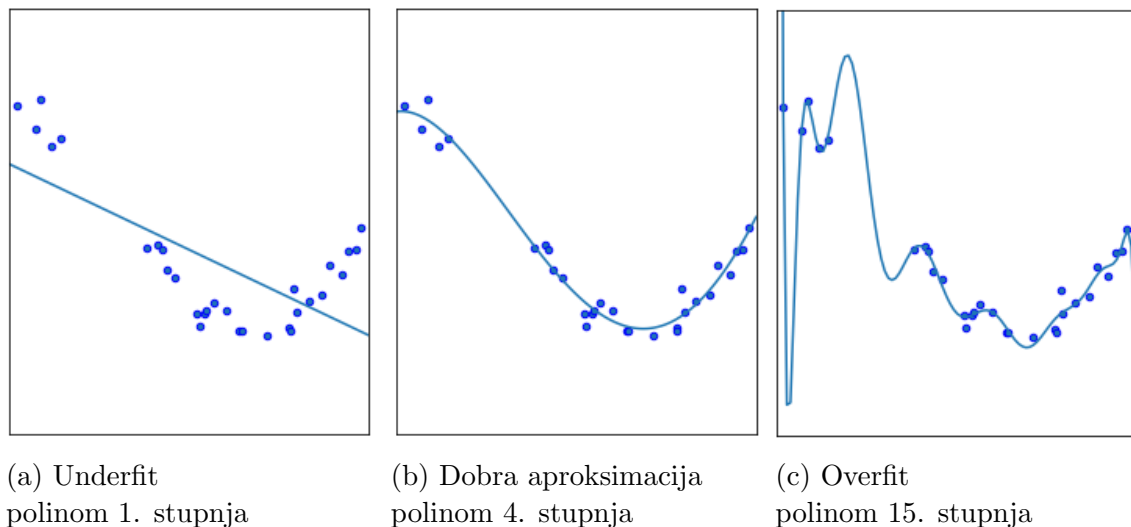 (a) Underfit
polinom 1. stupnja
(b) Dobra aproksimacija
polinom 4. stupnja
(c) Overfit
polinom 15. stupnja